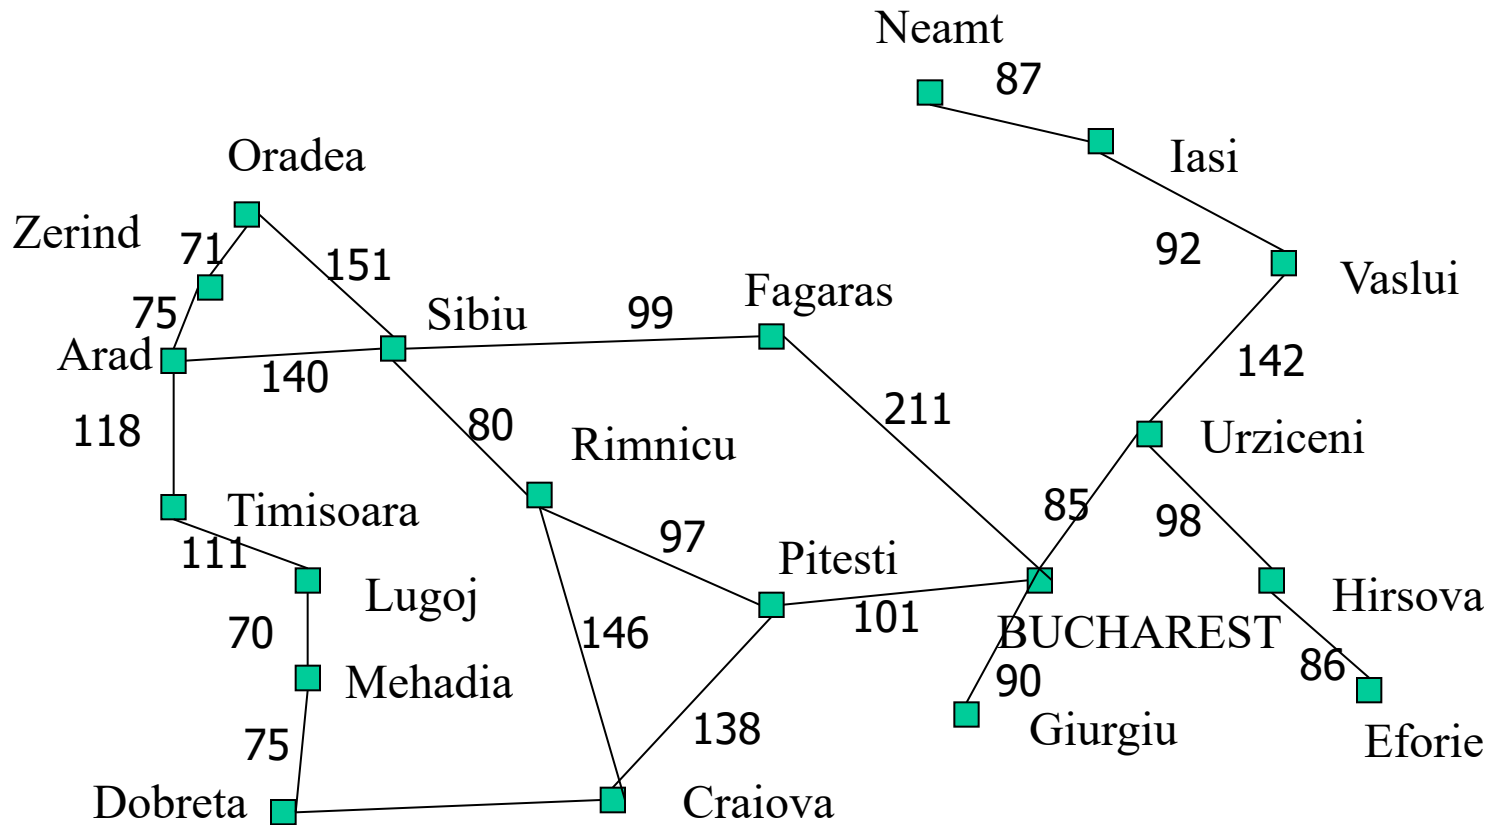 Neamt
87
Oradea
Iasi
Zerind
71
151
92
Vaslui
75
Sibiu
99
Fagaras
Arad
140
142
118
80
Rimnicu
211
Urziceni
Timisoara
85
98
111
97
Pitesti
Lugoj
101
Hirsova
70
146
BUCHAREST
86
Mehadia
90
75
138
Giurgiu
Eforie
Dobreta
Craiova